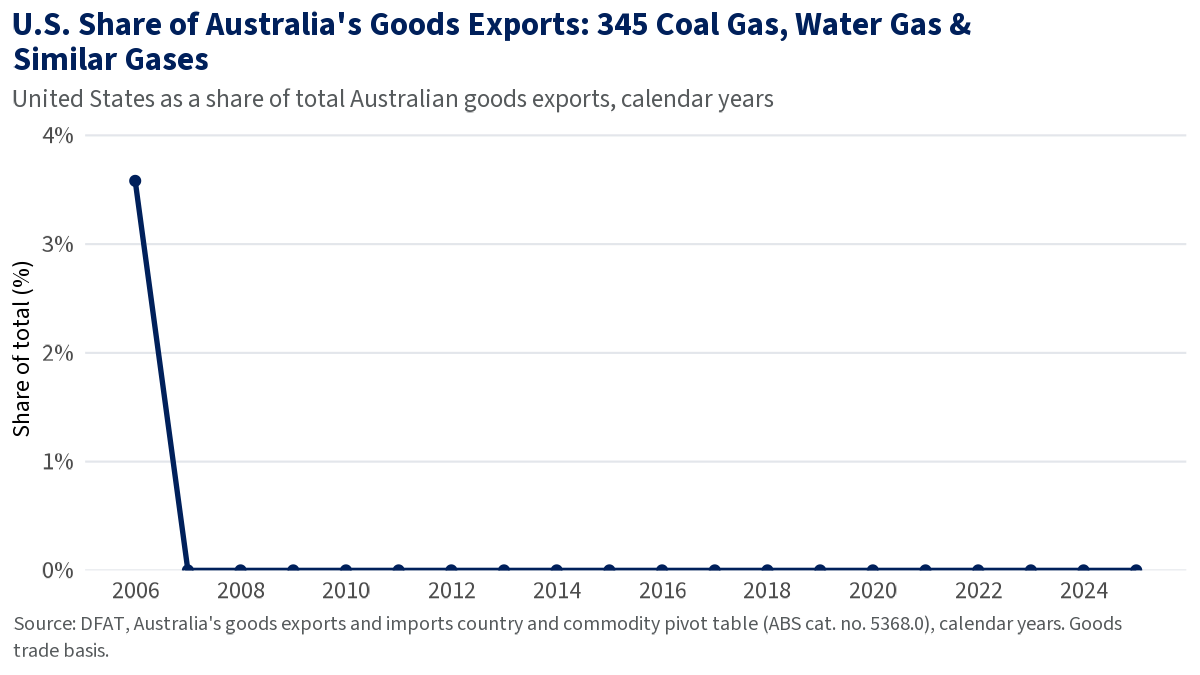 U.S. Share of Australia's Goods Exports: 345 Coal Gas, Water Gas &
Similar Gases
United States as a share of total Australian goods exports, calendar years
4%
3%
2%
1%
0%
Share of total (%)
2006 2008 2010 2012 2014 2016 2018 2020 2022 2024
Source: DFAT, Australia's goods exports and imports country and commodity pivot table (ABS cat. no. 5368.0), calendar years. Goods
trade basis.